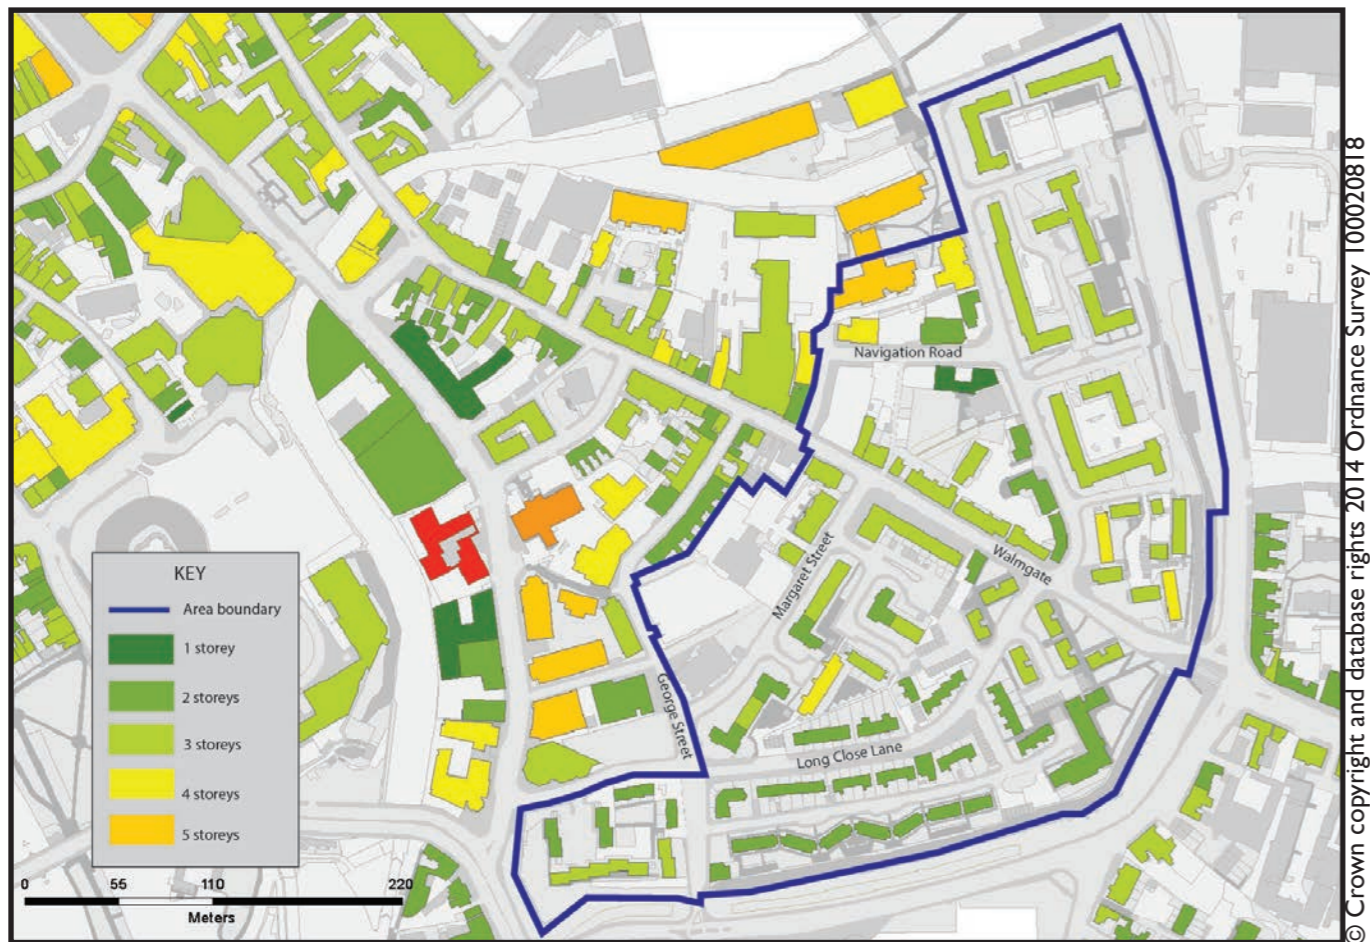 Navigation Road
Margaret Street
Walmgate
George Street
Long Close Lane
KEY
Area boundary
1 storey
2 storeys
3 storeys
4 storeys
5 storeys
0 55 110 220
Meters
© Crown copyright and database rights 2014 Ordnance Survey 100020818